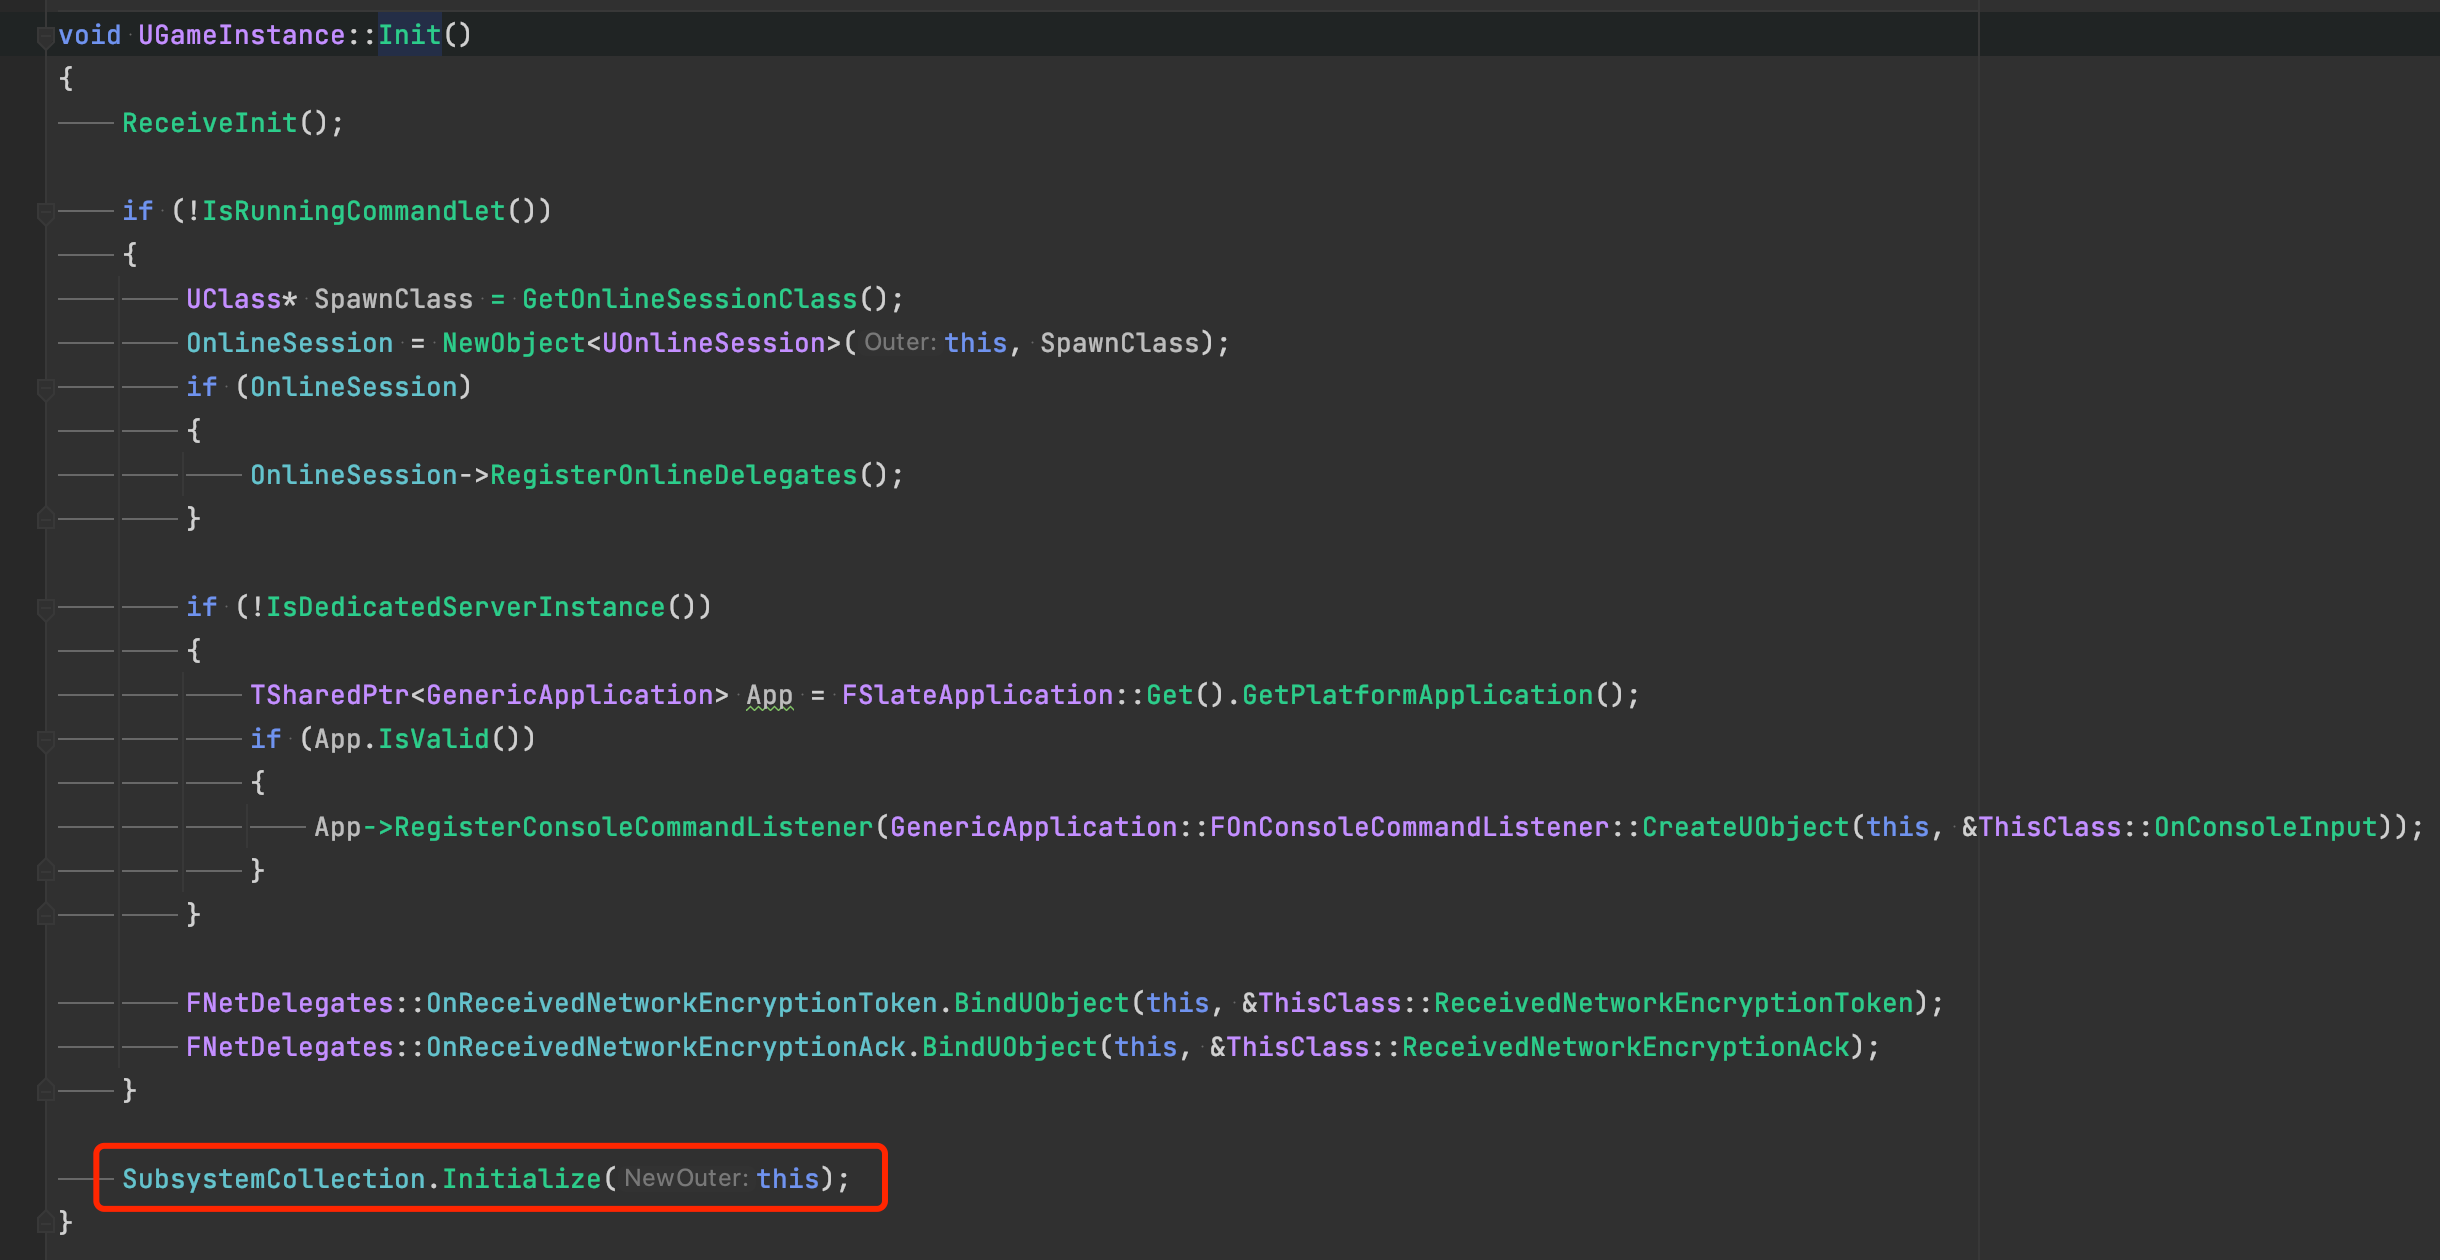 void UGameInstance::Init()
{
ReceiveInit();
if (!IsRunningCommandlet())
{
UClass* SpawnClass = GetOnlineSessionClass();
OnlineSession = NewObject<UOnlineSession>(Outer: this, SpawnClass);
if (OnlineSession)
{
OnlineSession->RegisterOnlineDelegates();
}
if (!IsDedicatedServerInstance())
{
TSharedPtr<GenericApplication> App = FSlateApplication::Get().GetPlatformApplication();
if (App.IsValid())
{
App->RegisterConsoleCommandListener(GenericApplication::FOnConsoleCommandListener::CreateUObject(this, &ThisClass::OnConsoleInput));
}
}
FNetDelegates::OnReceivedNetworkEncryptionToken.BindUObject(this, &ThisClass::ReceivedNetworkEncryptionToken);
FNetDelegates::OnReceivedNetworkEncryptionAck.BindUObject(this, &ThisClass::ReceivedNetworkEncryptionAck);
}
SubsystemCollection.Initialize(NewOuter: this);
}